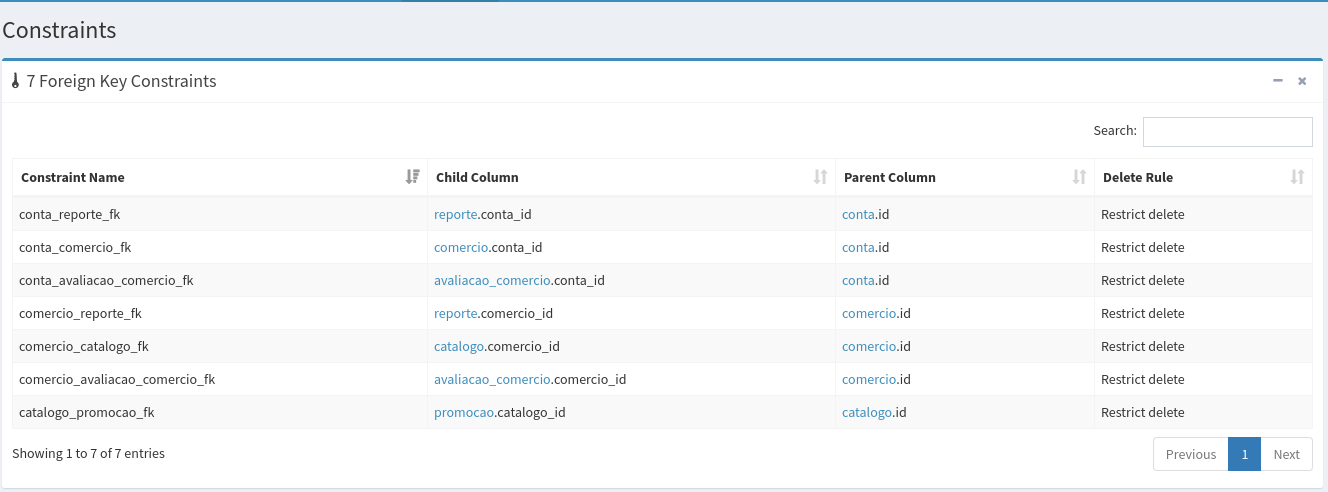 Constraints
7 Foreign Key Constraints
Search:
Constraint Name Child Column Parent Column Delete Rule
conta_reporte_fk reporte.conta_id conta.id Restrict delete
conta_comercio_fk comercio.conta_id conta.id Restrict delete
conta_avaliacao_comercio_fk avaliacao_comercio.conta_id conta.id Restrict delete
comercio_reporte_fk reporte.comercio_id comercio.id Restrict delete
comercio_catalogo_fk catalogo.comercio_id comercio.id Restrict delete
comercio_avaliacao_comercio_fk avaliacao_comercio.comercio_id comercio.id Restrict delete
catalogo_promocao_fk promocao.catalogo_id catalogo.id Restrict delete
Showing 1 to 7 of 7 entries Previous 1 Next